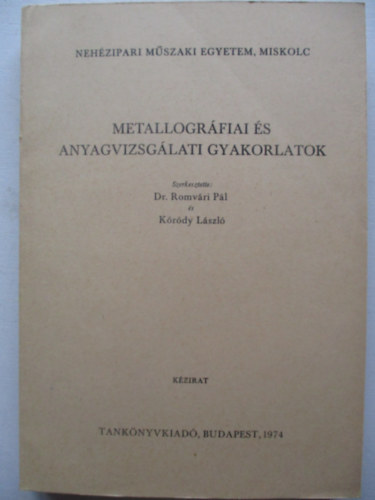 NEHÉZIPARI MŰSZAKI EGYETEM, MISKOLC
METALLOGRÁFIAI ÉS
ANYAGVIZSGÁLATI GYAKORLATOK
Szerkesztette:
Dr. Romvári Pál
és
Kóródy László
KÉZIRAT
TANKÖNYVKIADÓ, BUDAPEST, 1974